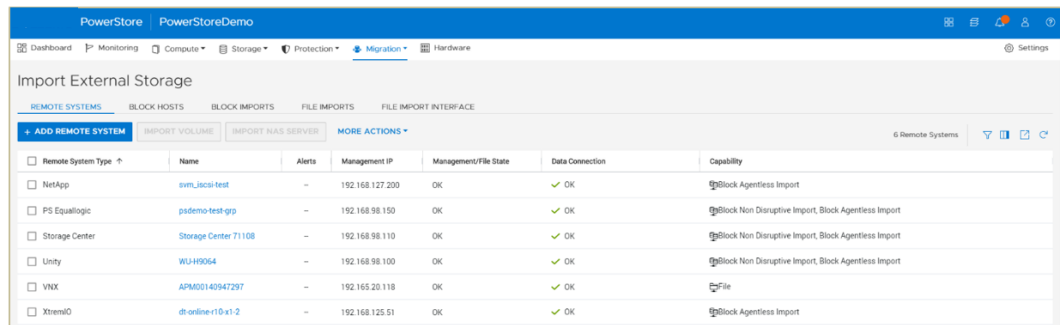 PowerStore PowerStoreDemo
Dashboard Monitoring Compute Storage Protection Migration Hardware Settings
Import External Storage
REMOTE SYSTEMS BLOCK HOSTS BLOCK IMPORTS FILE IMPORTS FILE IMPORT INTERFACE
+ ADD REMOTE SYSTEM IMPORT VOLUME IMPORT NAS SERVER MORE ACTIONS 6 Remote Systems
Remote System Type ↑ Name Alerts Management IP Management/File State Data Connection Capability
NetApp svm_iscsi-test -- 192.168.127.200 OK OK Block Agentless Import
PS Equallogic psdemo-test-grp -- 192.168.98.150 OK OK Block Non Disruptive Import, Block Agentless Import
Storage Center Storage Center 71108 -- 192.168.98.110 OK OK Block Non Disruptive Import, Block Agentless Import
Unity WU-H9064 -- 192.168.98.100 OK OK Block Non Disruptive Import, Block Agentless Import
VNX APM00140947297 -- 192.165.20.118 OK OK File
XtremIO dt-online-r10-x1-2 -- 192.168.125.51 OK OK Block Agentless Import